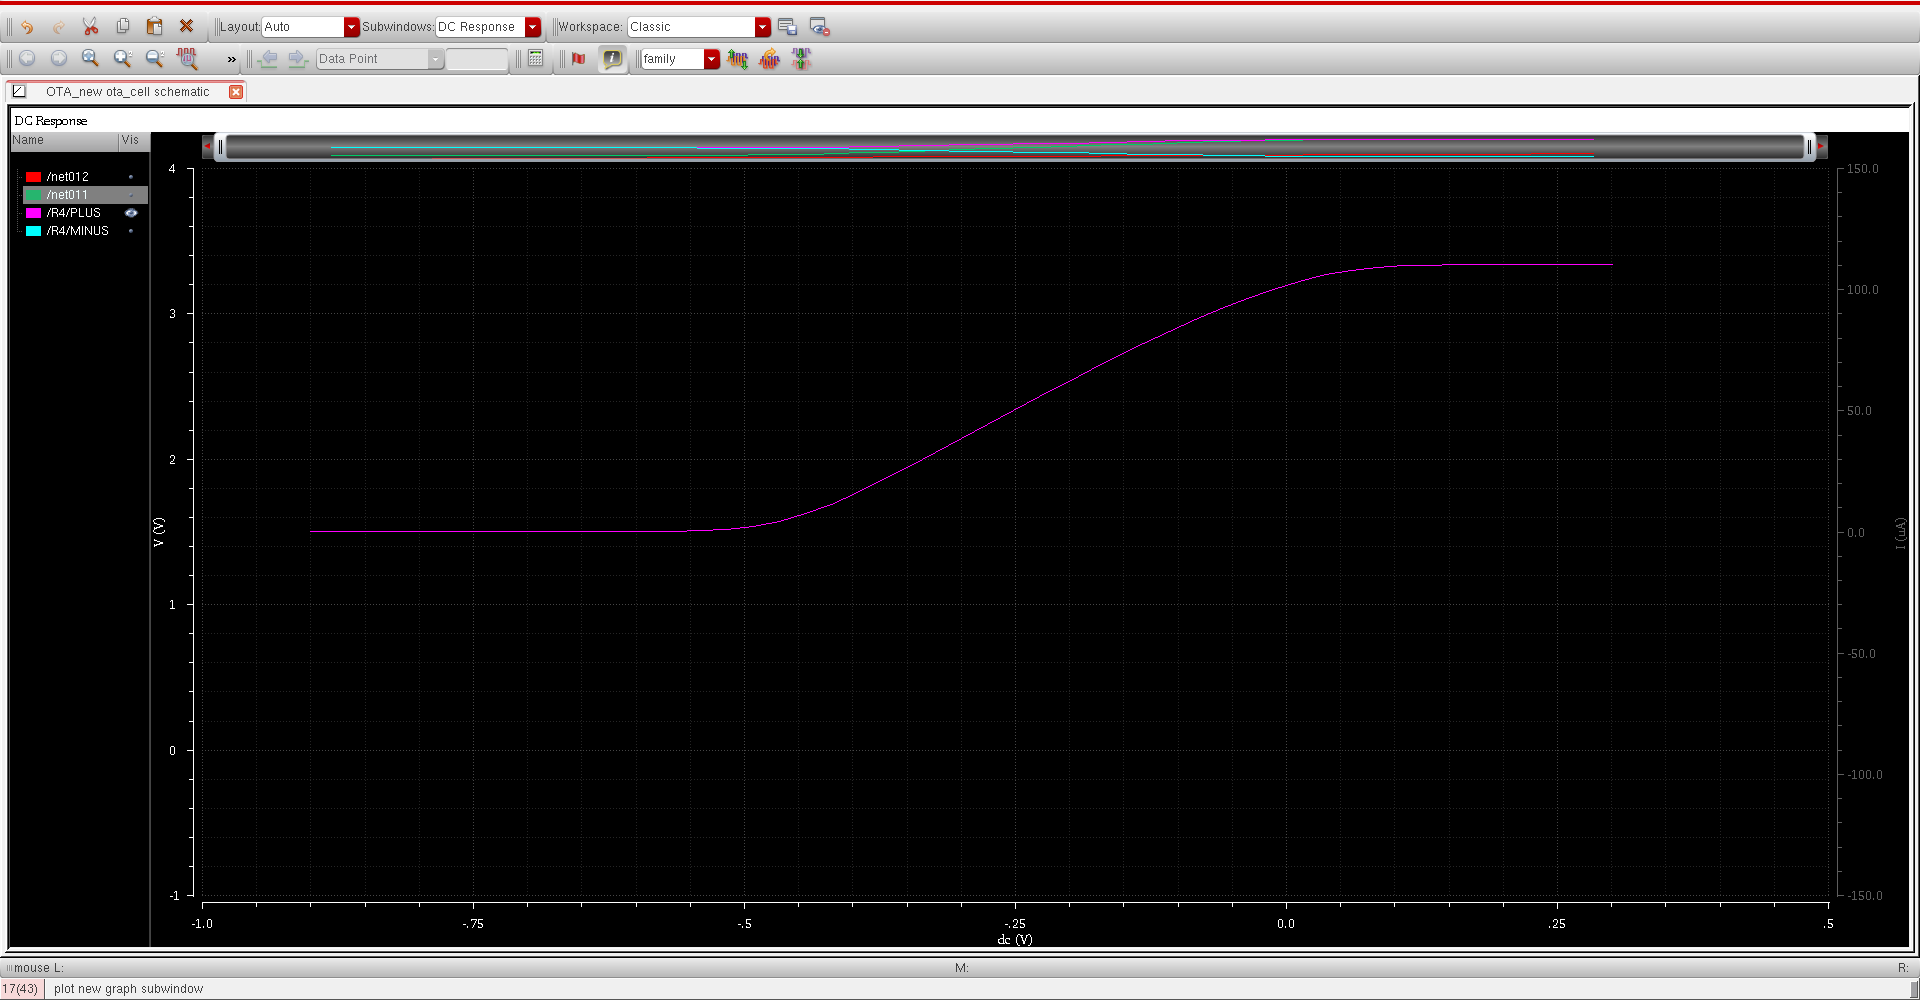 Layout: Auto Subwindows: DC Response Workspace: Classic
» Data Point family
OTA_new ota_cell schematic
DC Response
Name Vis
/net012
/net011
/R4/PLUS
/R4/MINUS
4
3
2
1
0
-1
V (V)
150.0
100.0
50.0
0.0
-50.0
-100.0
-150.0
I (uA)
-1.0 -.75 -.5 -.25 0.0 .25 .5
dc (V)
mouse L: M: R:
17(43) plot new graph subwindow